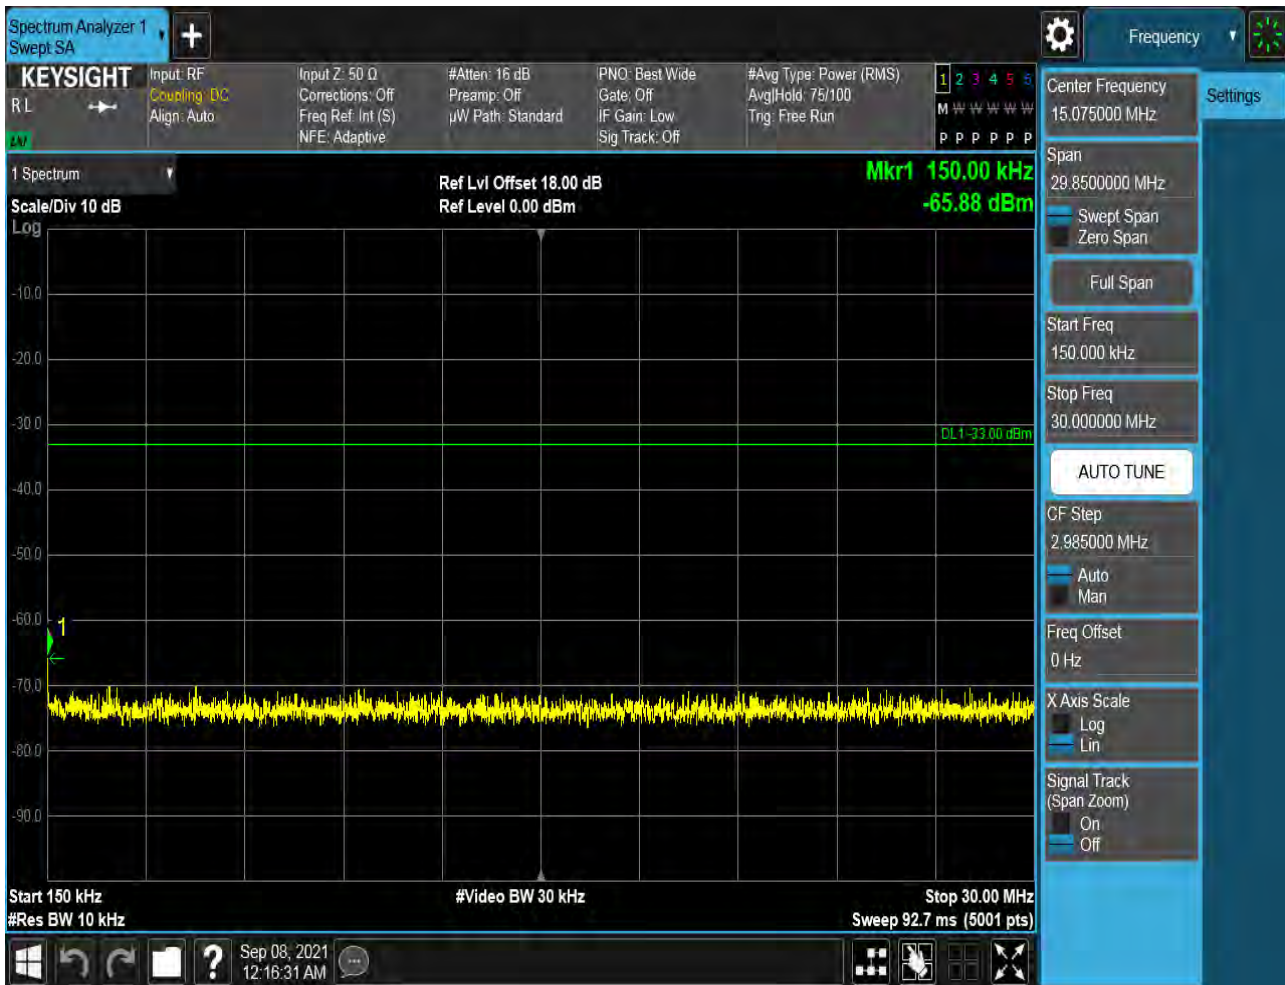 Spectrum Analyzer 1
Swept SA
Frequency
KEYSIGHT
R L
Input: RF
Coupling: DC
Align: Auto
Input Z: 50 Ω
Corrections: Off
Freq Ref: Int (S)
NFE: Adaptive
#Atten: 16 dB
Preamp: Off
µW Path: Standard
PNO: Best Wide
Gate: Off
IF Gain: Low
Sig Track: Off
#Avg Type: Power (RMS)
Avg|Hold: 75/100
Trig: Free Run
1 2 3 4 5 6
M W W W W W
P P P P P P
1 Spectrum
Scale/Div 10 dB
Log
Ref Lvl Offset 18.00 dB
Ref Level 0.00 dBm
Mkr1 150.00 kHz
-65.88 dBm
-10.0
-20.0
-30.0
DL1 -33.00 dBm
-40.0
-50.0
-60.0
1
-70.0
-80.0
-90.0
Start 150 kHz
#Res BW 10 kHz
#Video BW 30 kHz
Stop 30.00 MHz
Sweep 92.7 ms (5001 pts)
Center Frequency
15.075000 MHz
Settings
Span
29.8500000 MHz
Swept Span
Zero Span
Full Span
Start Freq
150.000 kHz
Stop Freq
30.000000 MHz
AUTO TUNE
CF Step
2.985000 MHz
Auto
Man
Freq Offset
0 Hz
X Axis Scale
Log
Lin
Signal Track
(Span Zoom)
On
Off
?
Sep 08, 2021
12:16:31 AM